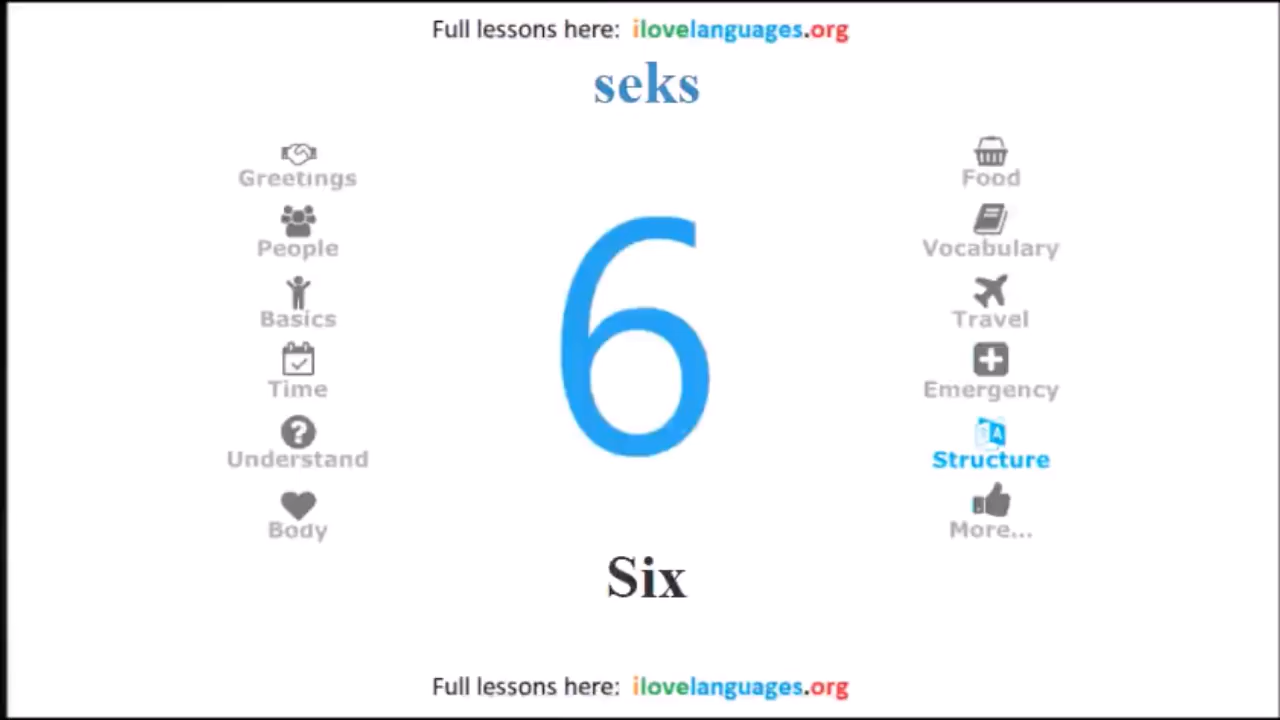 Full lessons here: ilovelanguages.org
seks
Greetings
People
Basics
Time
Understand
Body
6
Food
Vocabulary
Travel
Emergency
A
Structure
More...
Six
Full lessons here: ilovelanguages.org